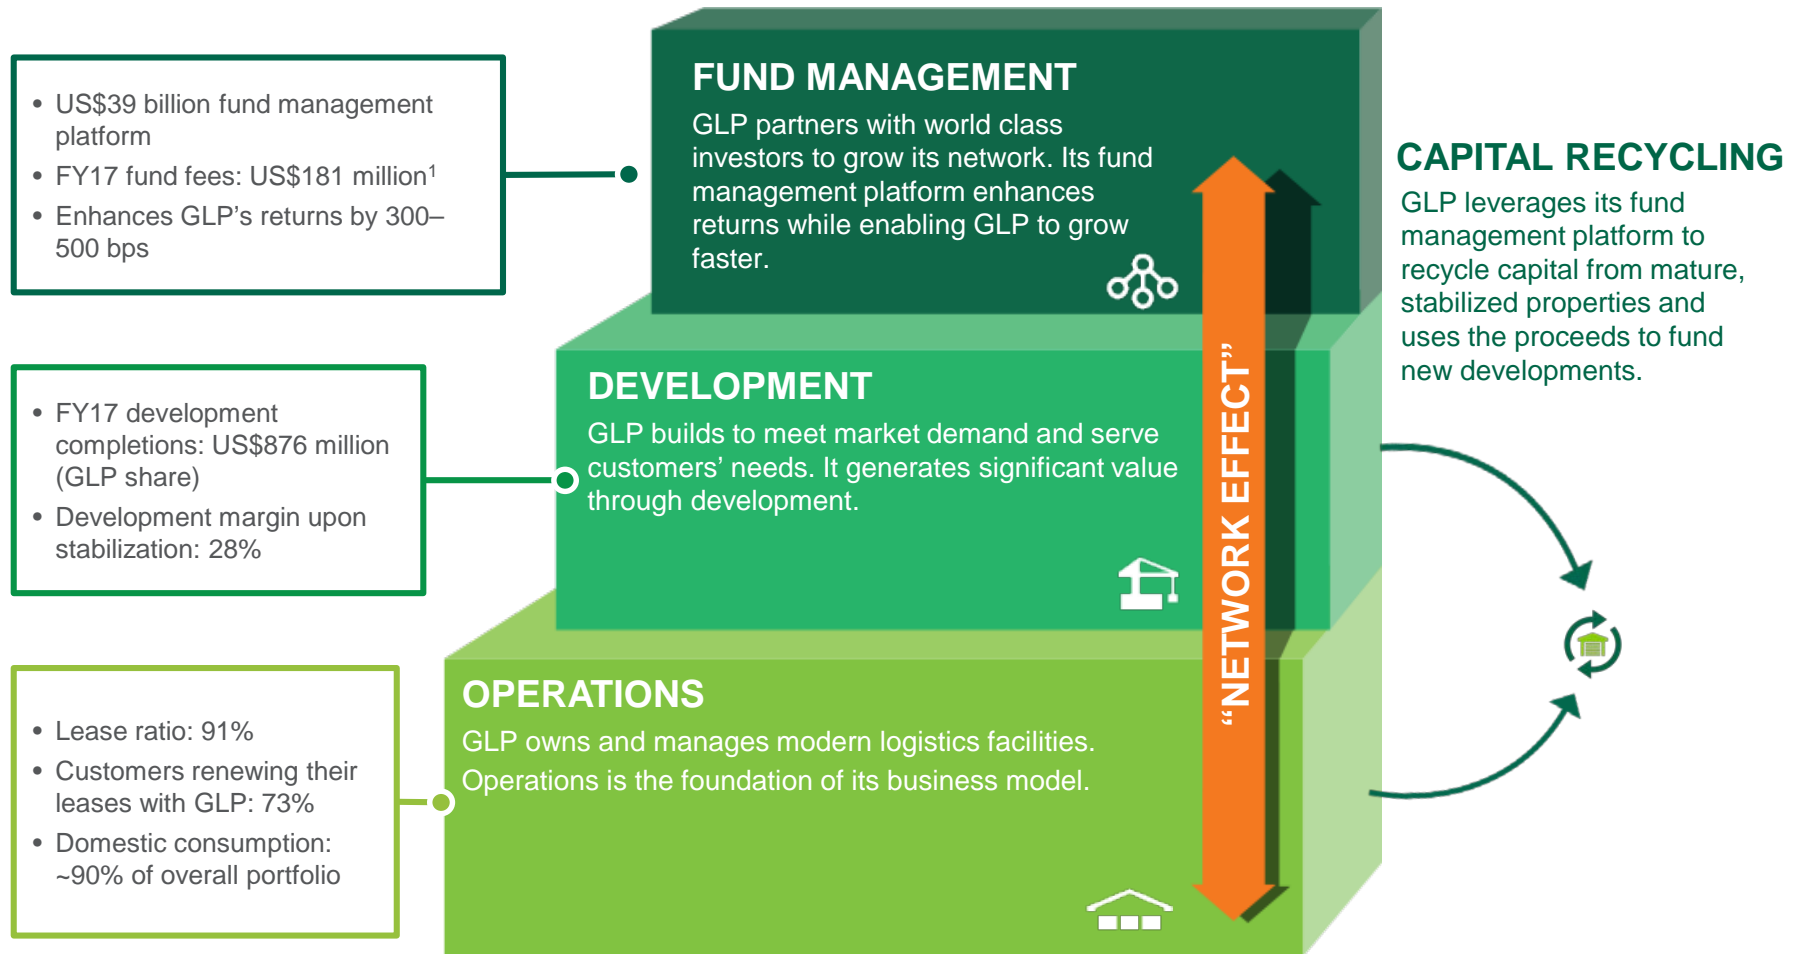 • US$39 billion fund management
platform
• FY17 fund fees: US$181 million¹
• Enhances GLP’s returns by 300–
500 bps
FUND MANAGEMENT
GLP partners with world class
investors to grow its network. Its fund
management platform enhances
returns while enabling GLP to grow
faster.
CAPITAL RECYCLING
GLP leverages its fund
management platform to
recycle capital from mature,
stabilized properties and
uses the proceeds to fund
new developments.
• FY17 development
completions: US$876 million
(GLP share)
• Development margin upon
stabilization: 28%
DEVELOPMENT
GLP builds to meet market demand and serve
customers’ needs. It generates significant value
through development.
“NETWORK EFFECT”
• Lease ratio: 91%
• Customers renewing their
leases with GLP: 73%
• Domestic consumption:
~90% of overall portfolio
OPERATIONS
GLP owns and manages modern logistics facilities.
Operations is the foundation of its business model.